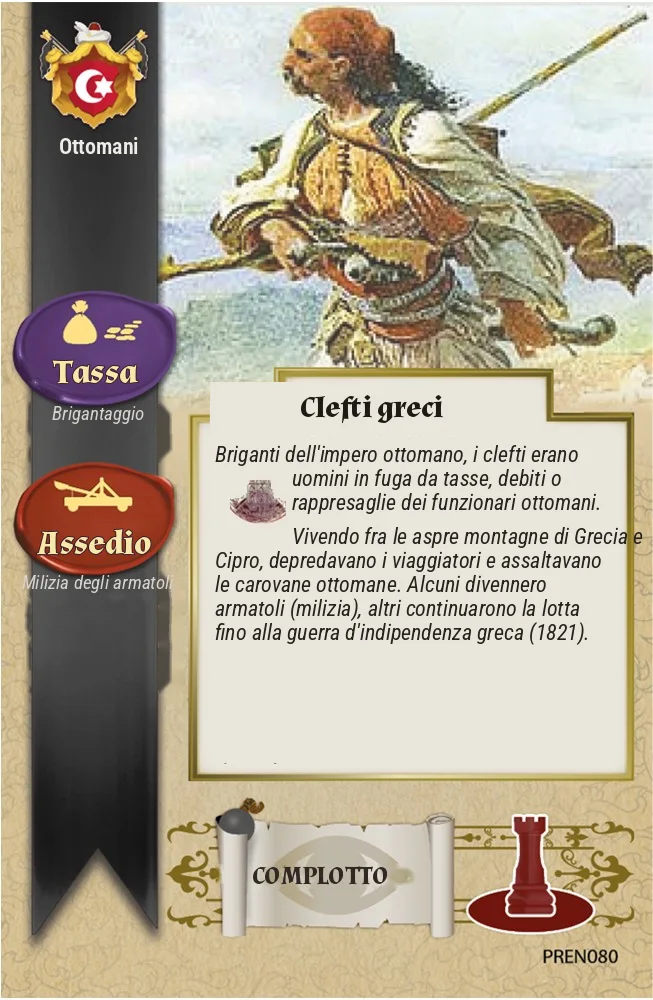 Ottomani
Tassa
Brigantaggio
Assedio
Milizia degli armatoli
Clefti greci
Briganti dell'impero ottomano, i clefti erano
uomini in fuga da tasse, debiti o
rappresaglie dei funzionari ottomani.
Vivendo fra le aspre montagne di Grecia e
Cipro, depredavano i viaggiatori e assaltavano
le carovane ottomane. Alcuni divennero
armatoli (milizia), altri continuarono la lotta
fino alla guerra d'indipendenza greca (1821).
COMPLOTTO
PREN080